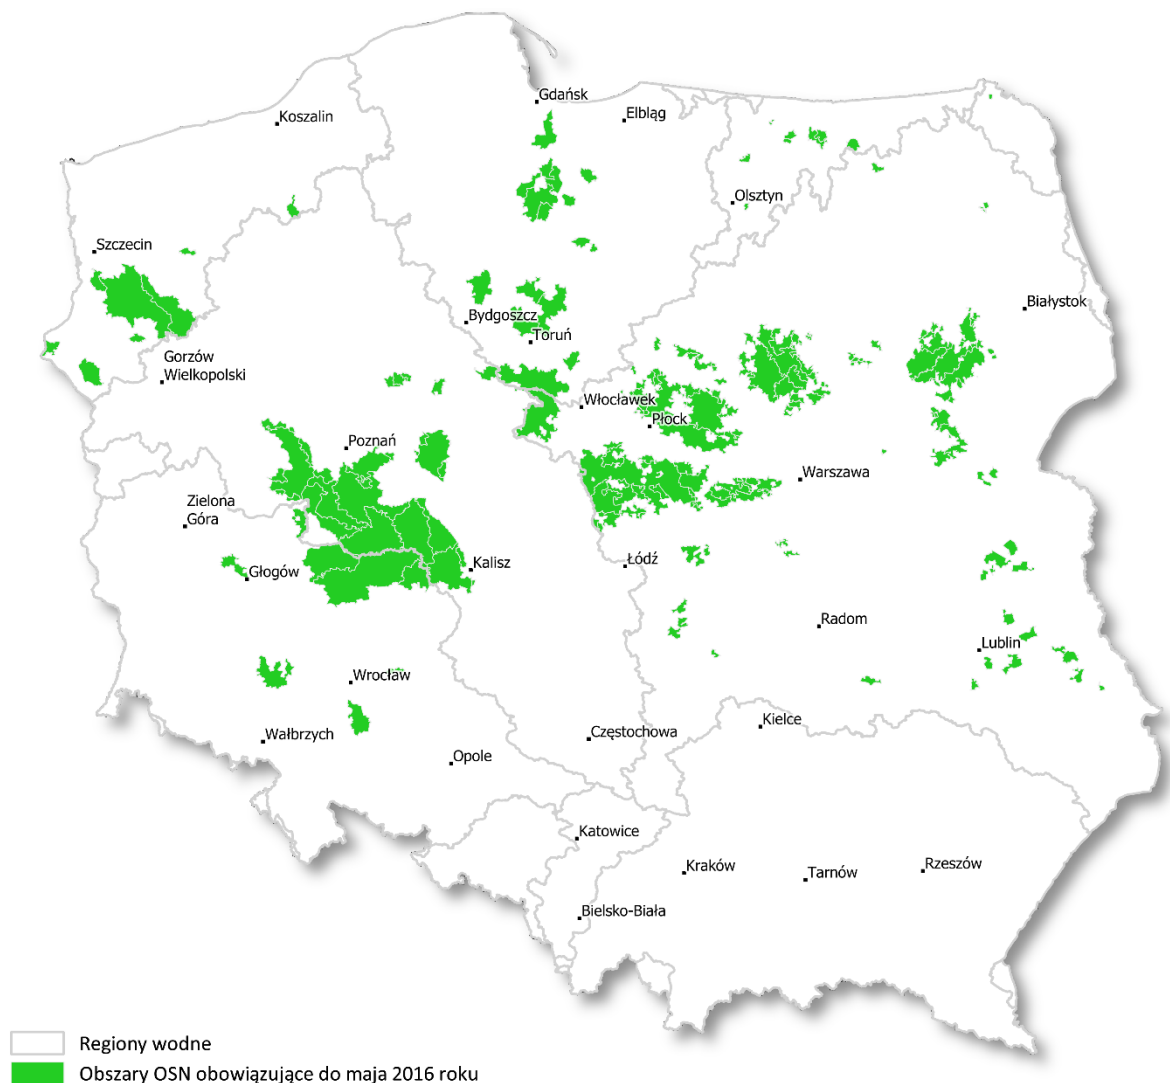 Gdańsk
Koszalin
Elbląg
Olsztyn
Szczecin
Białystok
Bydgoszcz
Toruń
Gorzów
Wielkopolski
Włocławek
Płock
Poznań
Warszawa
Zielona
Góra
Kalisz
Łódź
Głogów
Radom
Lublin
Wrocław
Kielce
Wałbrzych
Częstochowa
Opole
Katowice
Kraków
Tarnów
Rzeszów
Bielsko-Biała
Regiony wodne
Obszary OSN obowiązujące do maja 2016 roku